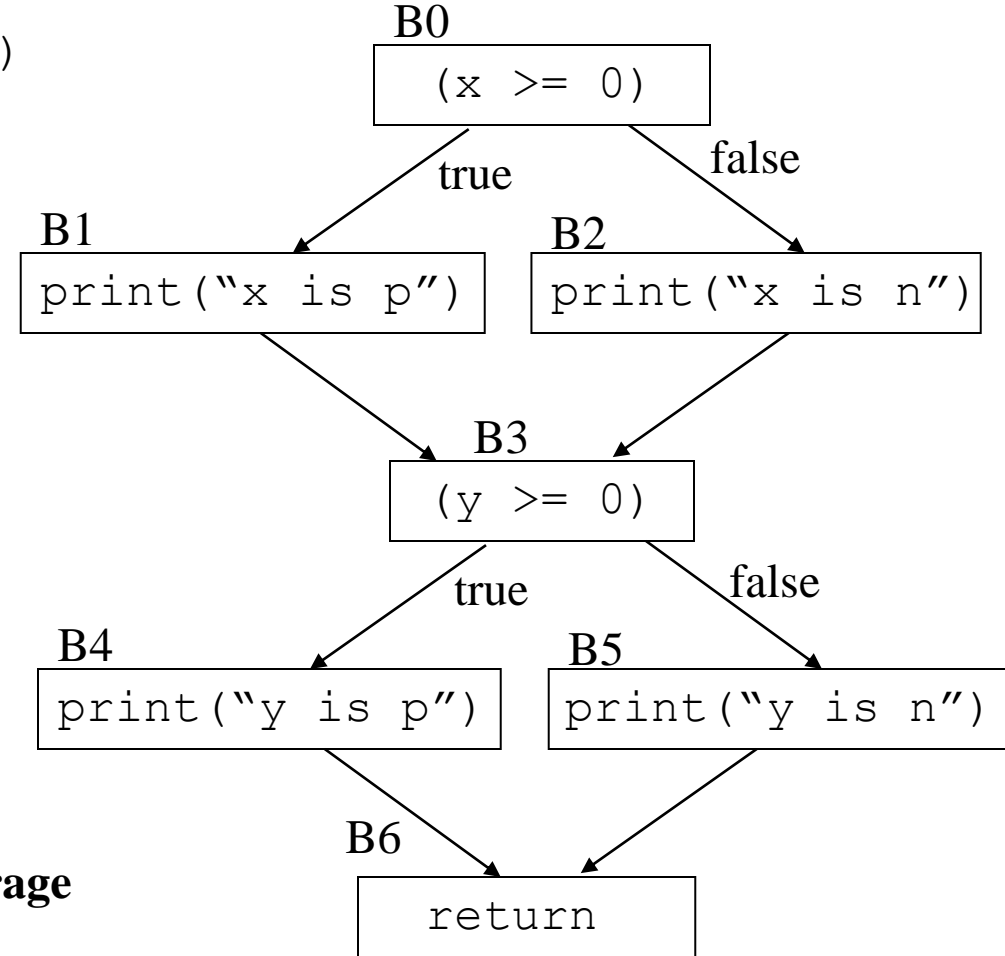 B0
)
(x >= 0)
true
false
B1
B2
print(“x is p”)
print(“x is n”)
B3
(y >= 0)
true
false
B4
B5
print(“y is p”)
print(“y is n”)
B6
return